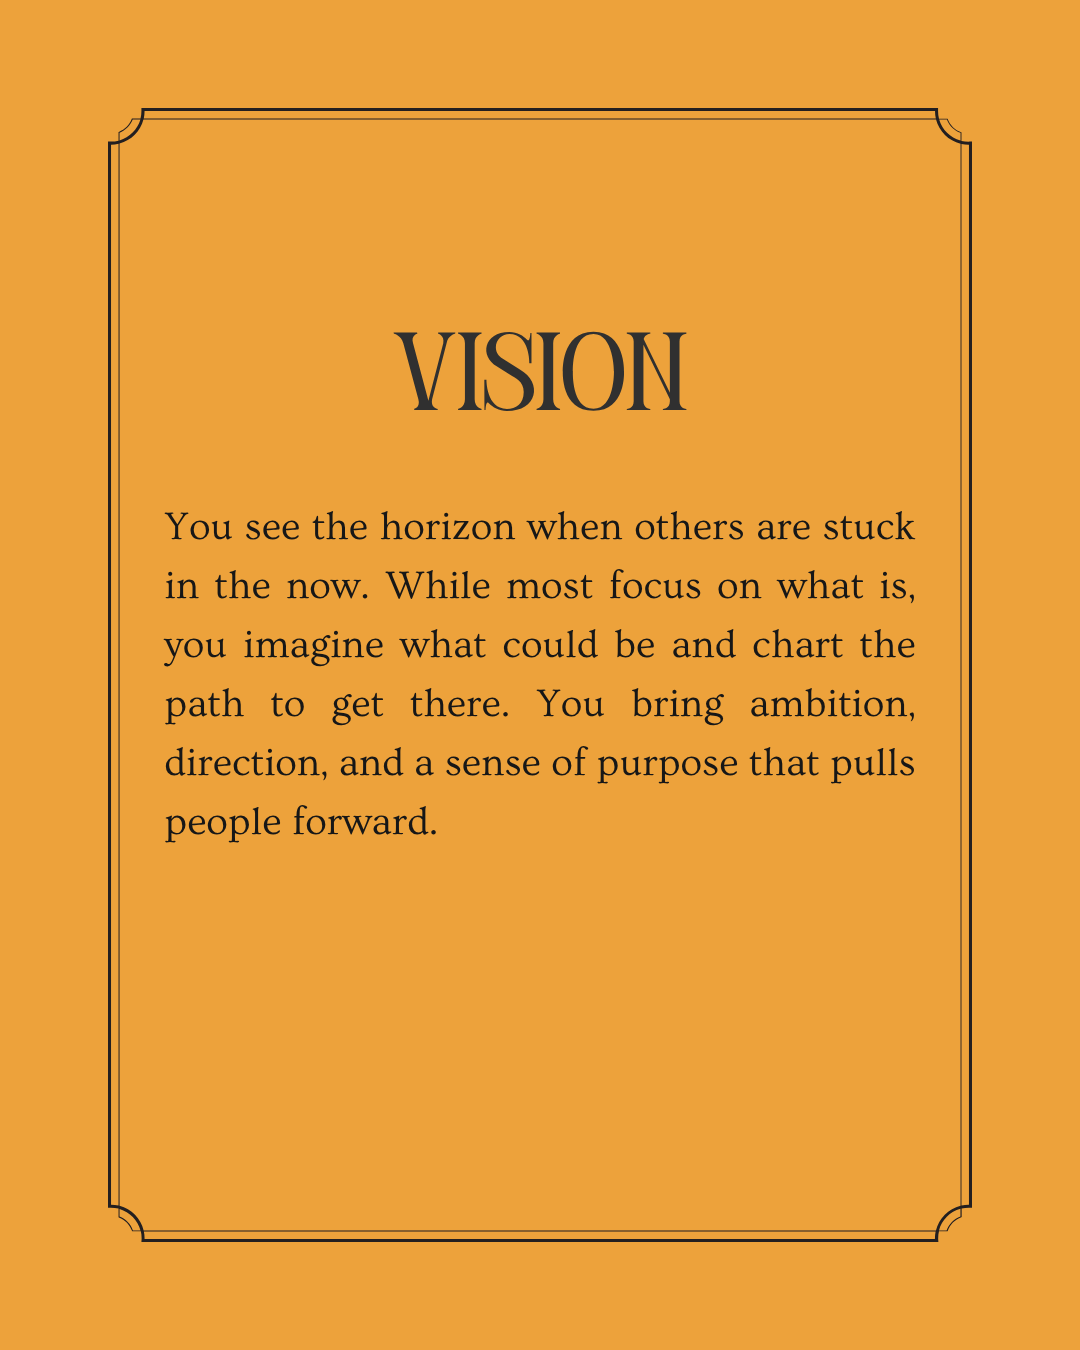 VISION
You see the horizon when others are stuck
in the now. While most focus on what is,
you imagine what could be and chart the
path to get there. You bring ambition,
direction, and a sense of purpose that pulls
people forward.